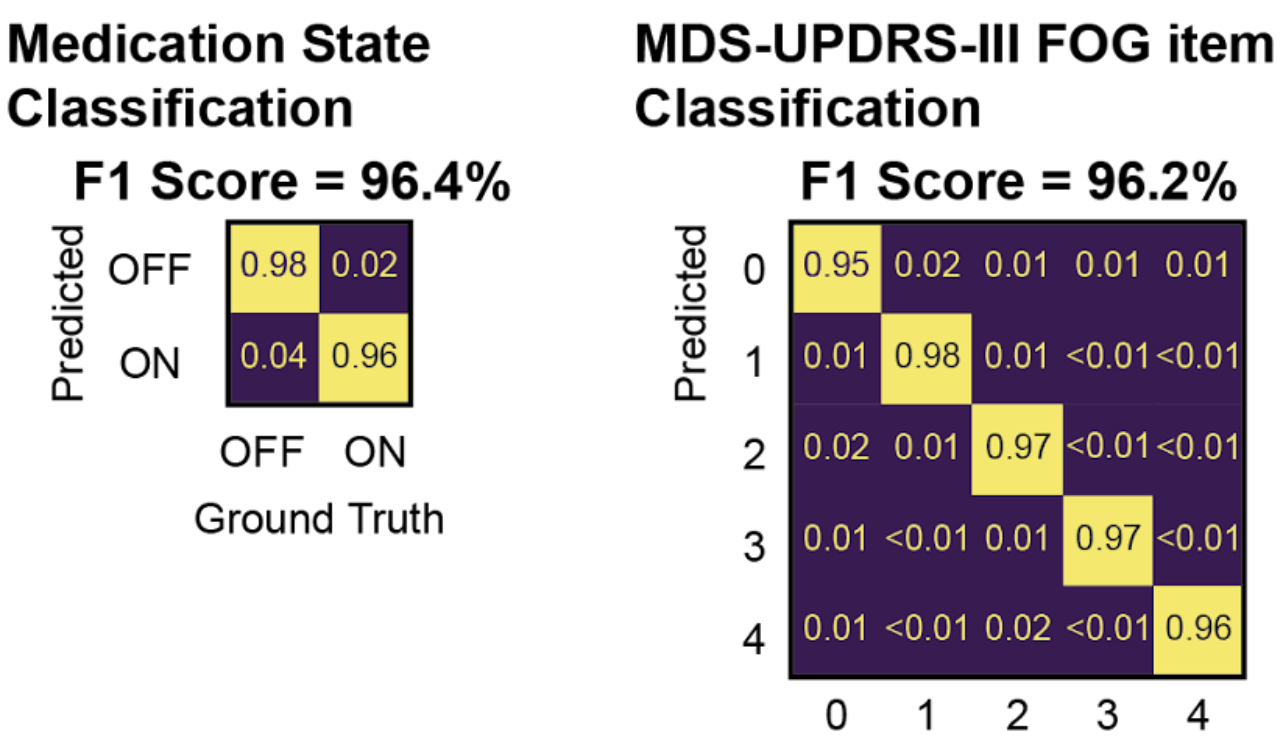 Medication State
Classification
F1 Score = 96.4%
Predicted
OFF 0.98 0.02
ON 0.04 0.96
OFF ON
Ground Truth
MDS-UPDRS-III FOG item
Classification
F1 Score = 96.2%
Predicted
0 0.95 0.02 0.01 0.01 0.01
1 0.01 0.98 0.01 <0.01 <0.01
2 0.02 0.01 0.97 <0.01 <0.01
3 0.01 <0.01 0.01 0.97 <0.01
4 0.01 <0.01 0.02 <0.01 0.96
0 1 2 3 4